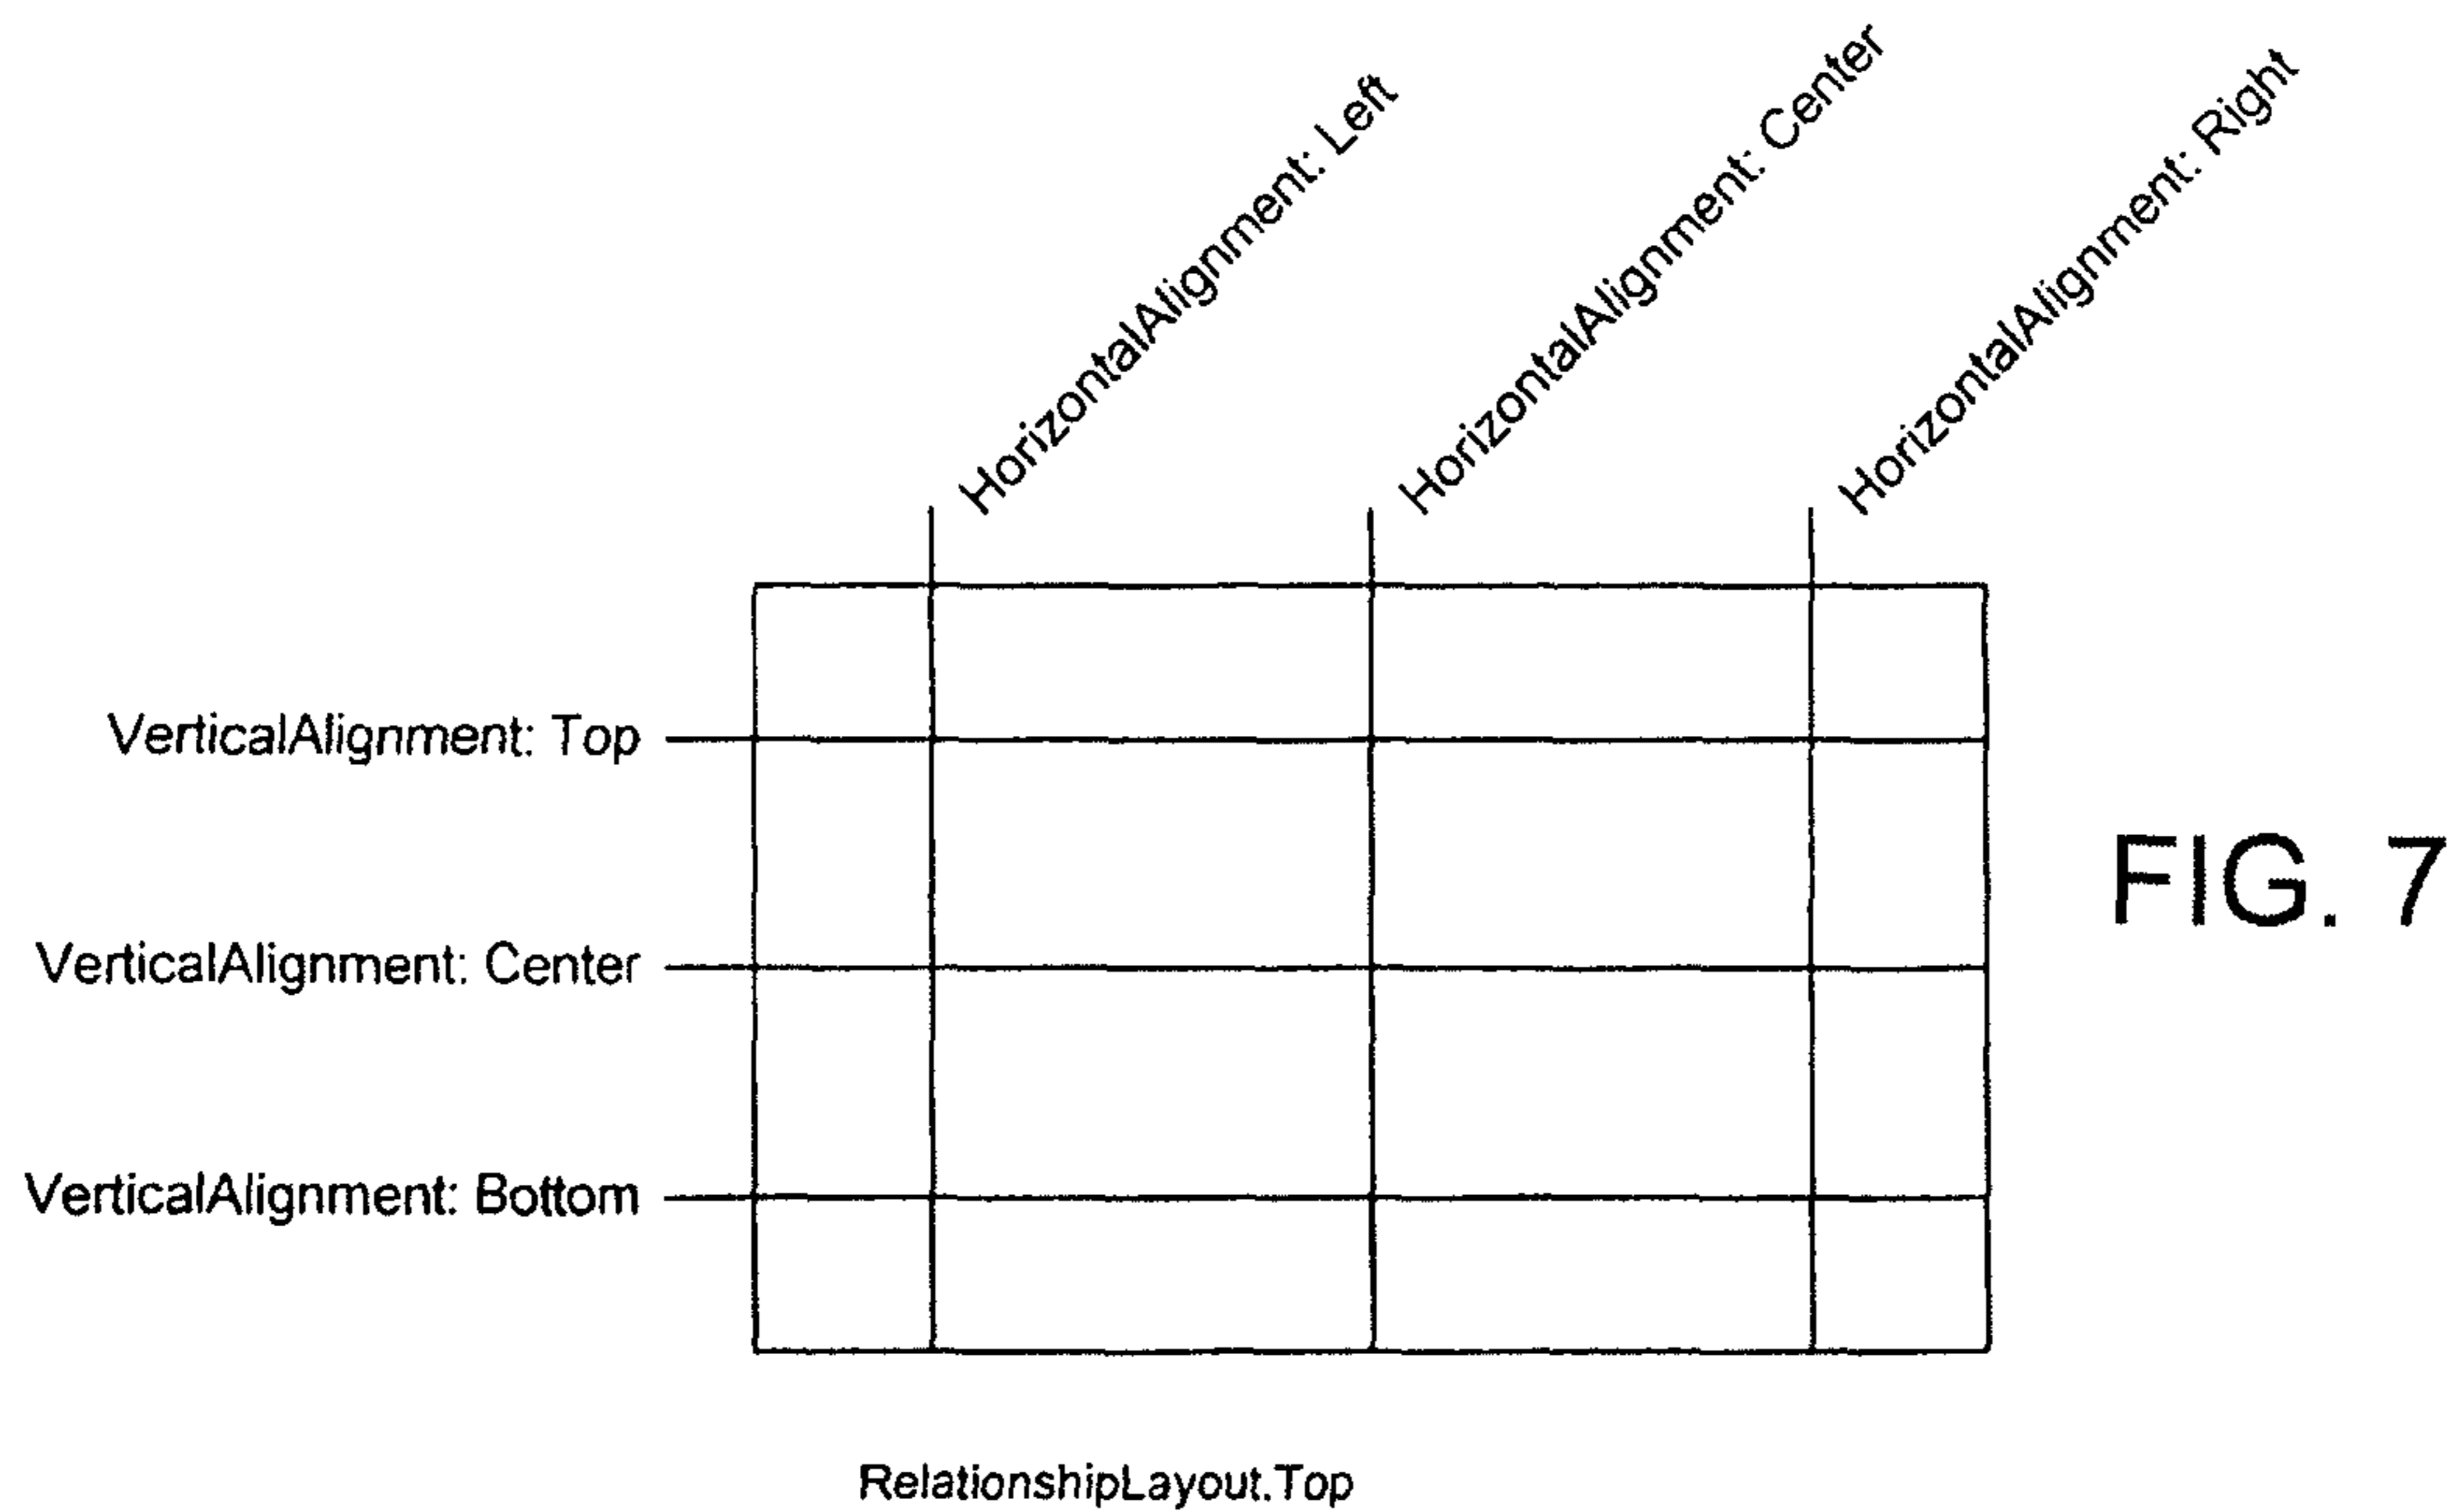 HorizontalAlignment: Left
HorizontalAlignment: Center
HorizontalAlignment: Right
VerticalAlignment: Top
VerticalAlignment: Center
VerticalAlignment: Bottom
FIG. 7
RelationshipLayout.Top